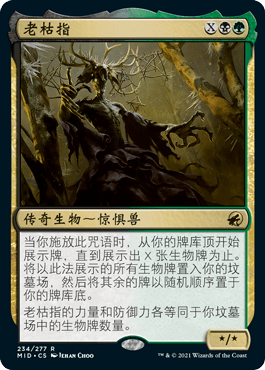 老枯指 X
传奇生物～惊惧兽
当你施放此咒语时，从你的牌库顶开始
展示牌，直到展示出X张生物牌为止。
将以此法展示的所有生物牌置入你的坟
墓场，然后将其余的牌以随机顺序置于
你的牌库底。
老枯指的力量和防御力各等同于你坟
墓场中的生物牌数量。
234/277 R
MID • CS JEHAN CHOO
*/*
™ & © 2021 Wizards of the Coast